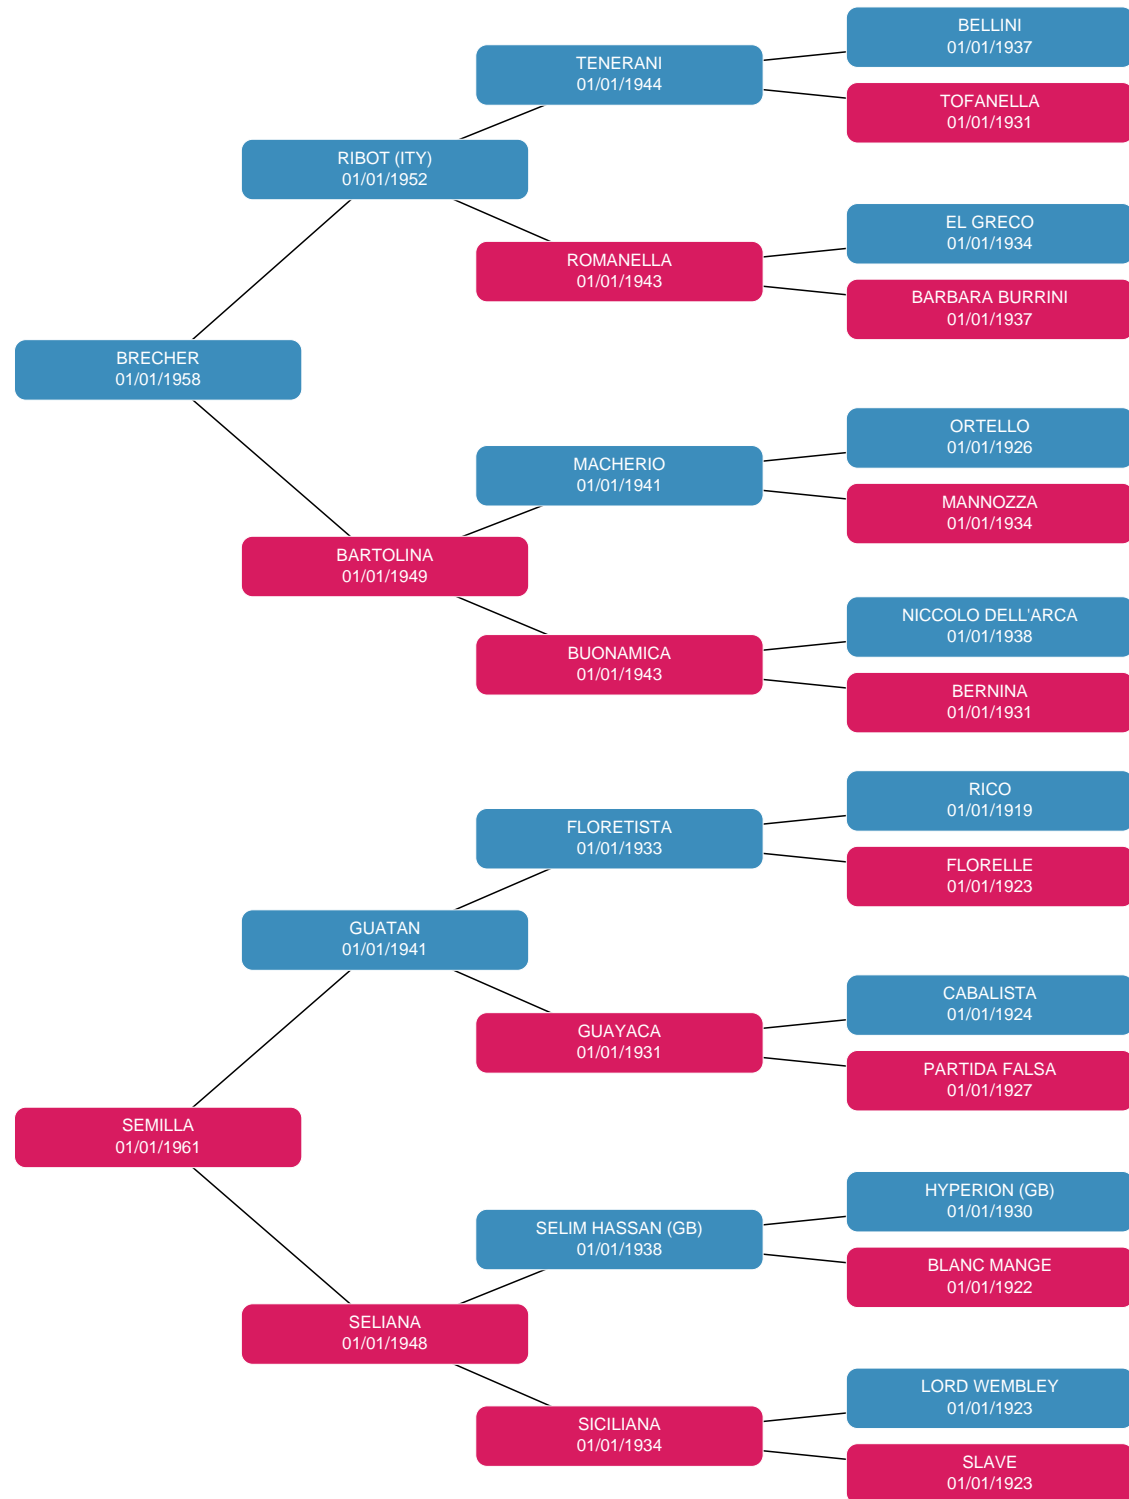 BELLINI
01/01/1937
TENERANI
01/01/1944
TOFANELLA
01/01/1931
RIBOT (ITY)
01/01/1952
EL GRECO
01/01/1934
ROMANELLA
01/01/1943
BARBARA BURRINI
01/01/1937
BRECHER
01/01/1958
ORTELLO
01/01/1926
MACHERIO
01/01/1941
MANNOZZA
01/01/1934
BARTOLINA
01/01/1949
NICCOLO DELL'ARCA
01/01/1938
BUONAMICA
01/01/1943
BERNINA
01/01/1931
RICO
01/01/1919
FLORETISTA
01/01/1933
FLORELLE
01/01/1923
GUATAN
01/01/1941
CABALISTA
01/01/1924
GUAYACA
01/01/1931
PARTIDA FALSA
01/01/1927
SEMILLA
01/01/1961
HYPERION (GB)
01/01/1930
SELIM HASSAN (GB)
01/01/1938
BLANC MANGE
01/01/1922
SELIANA
01/01/1948
LORD WEMBLEY
01/01/1923
SICILIANA
01/01/1934
SLAVE
01/01/1923